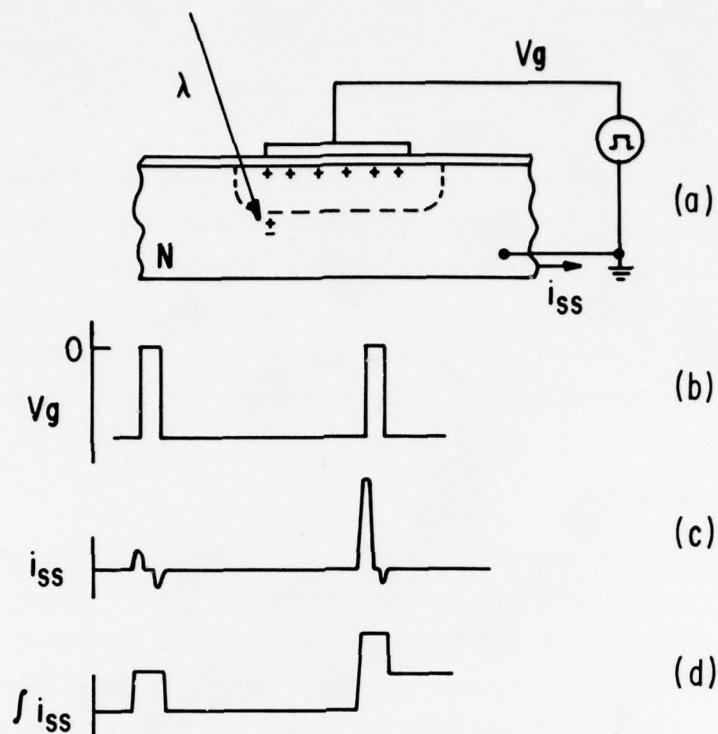 Vg
λ
+ + + + + +
+
−
N
(a)
iss
0
Vg
(b)
iss
(c)
∫ iss
(d)